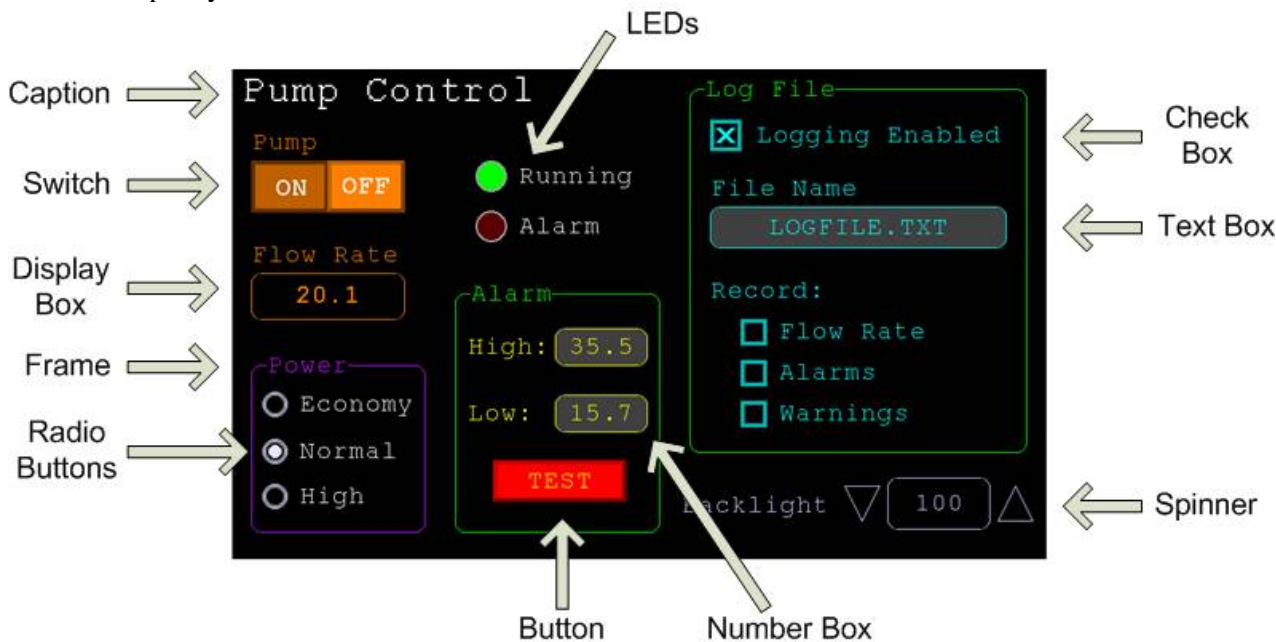 LEDs
Caption
Pump Control
Log File
Logging Enabled
Check
Box
Pump
ON OFF
Switch
Running
File Name
LOGFILE.TXT
Text Box
Alarm
Flow Rate
20.1
Display
Box
Alarm
Record:
Flow Rate
Alarms
Warnings
High: 35.5
Low: 15.7
TEST
Frame
Power
Economy
Normal
High
Radio
Buttons
Backlight 100
Spinner
Button
Number Box